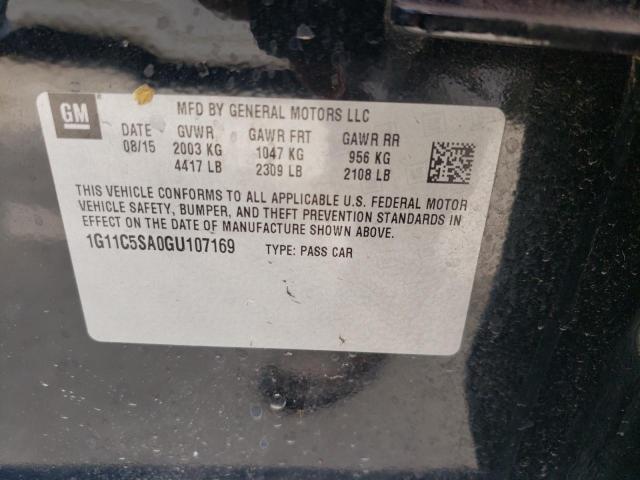 GM
MFD BY GENERAL MOTORS LLC
DATE GVWR GAWR FRT GAWR RR
08/15 2003 KG 1047 KG 956 KG
4417 LB 2309 LB 2108 LB
THIS VEHICLE CONFORMS TO ALL APPLICABLE U.S. FEDERAL MOTOR
VEHICLE SAFETY, BUMPER, AND THEFT PREVENTION STANDARDS IN
EFFECT ON THE DATE OF MANUFACTURE SHOWN ABOVE.
1G11C5SA0GU107169 TYPE: PASS CAR